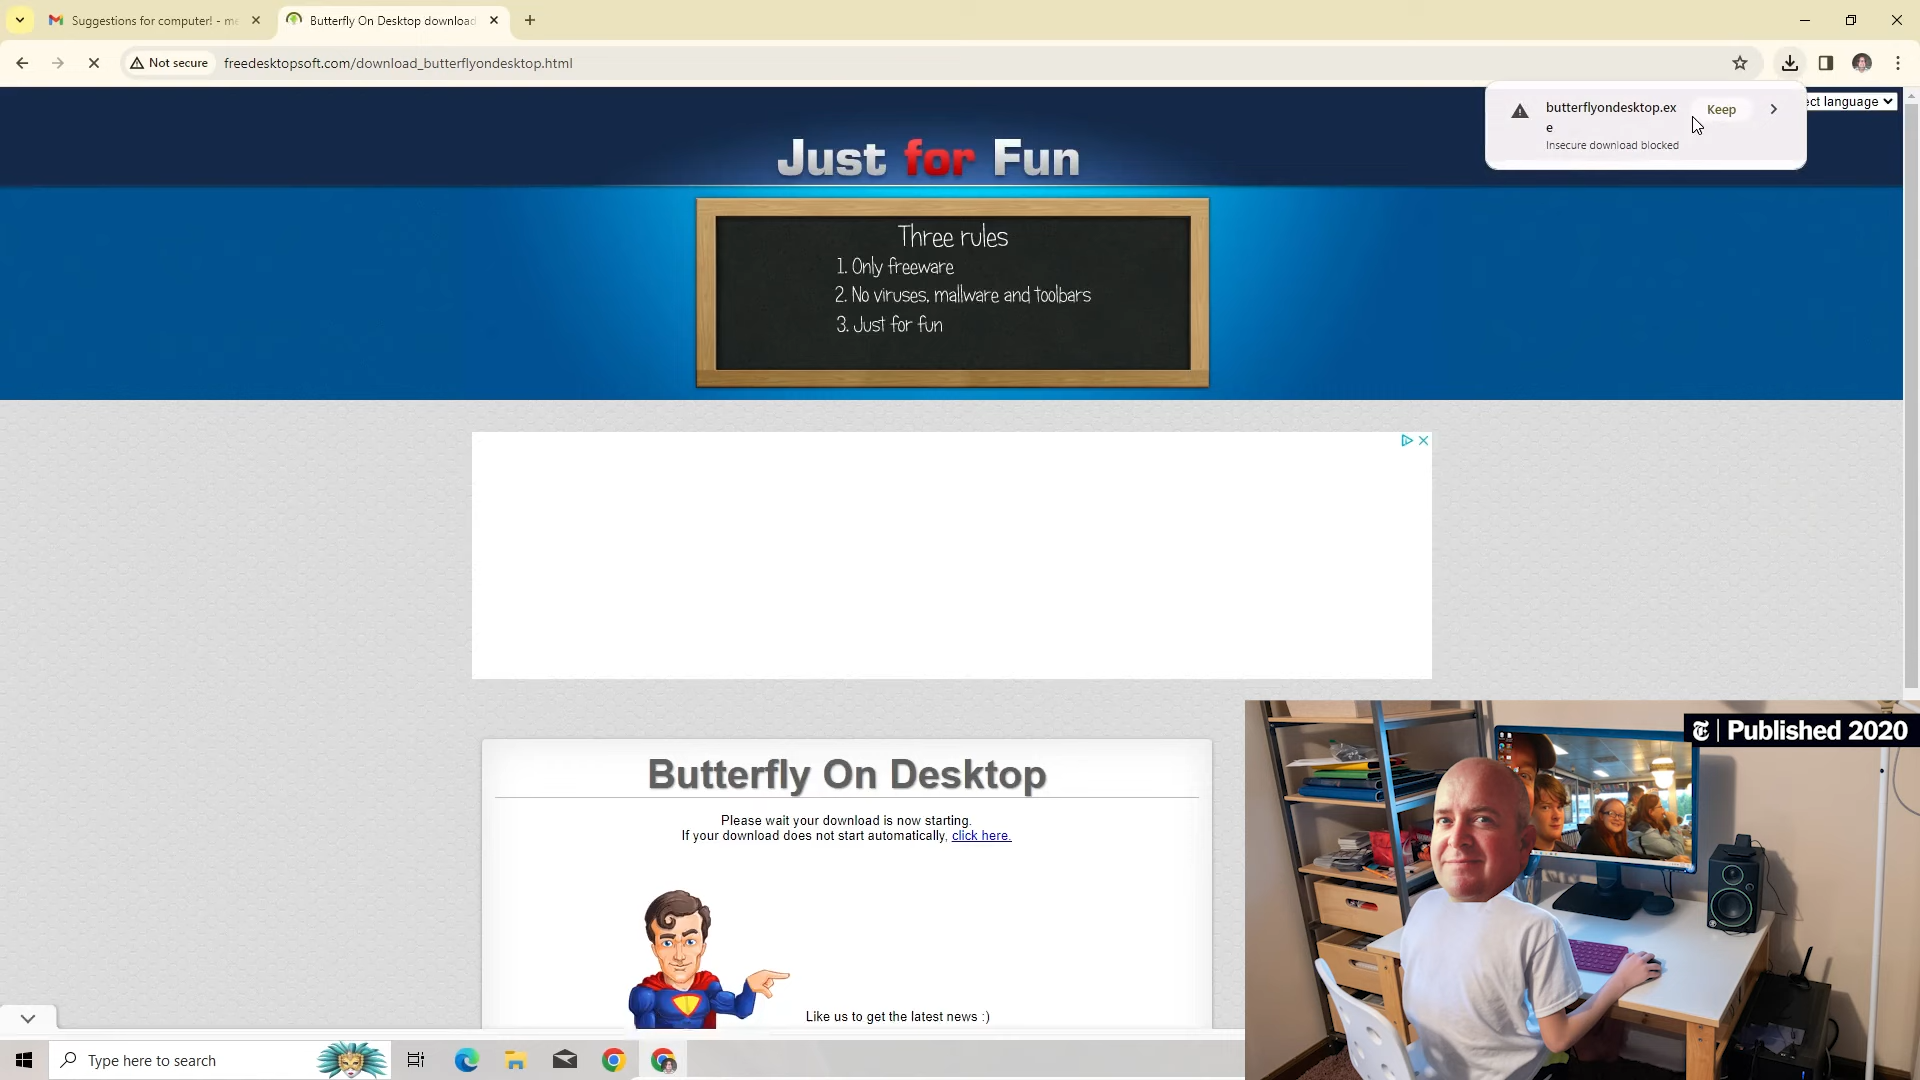 Suggestions for computer! - me
Butterfly On Desktop download
Not secure
freedesktopsoft.com/download_butterflyondesktop.html
butterflyondesktop.ex
e
Keep
Insecure download blocked
ect language
Just for Fun
Three rules
1. Only freeware
2. No viruses, mallware and toolbars
3. Just for fun
Butterfly On Desktop
Please wait your download is now starting.
If your download does not start automatically, click here.
Like us to get the latest news :)
T | Published 2020
Type here to search